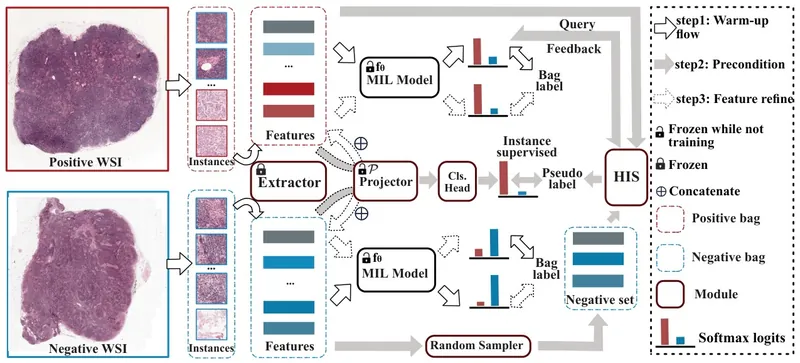 Positive WSI
Instances
...
...
Features
fθ
MIL Model
Bag
label
Query
Feedback
Extractor
P
Projector
Cls.
Head
Instance
supervised
Pseudo
label
HIS
Negative WSI
Instances
...
...
Features
fθ
MIL Model
Bag
label
Negative set
Random Sampler
step1: Warm-up
flow
step2: Precondition
step3: Feature refine
Frozen while not
training
Frozen
Concatenate
Positive bag
Negative bag
Module
Softmax logits